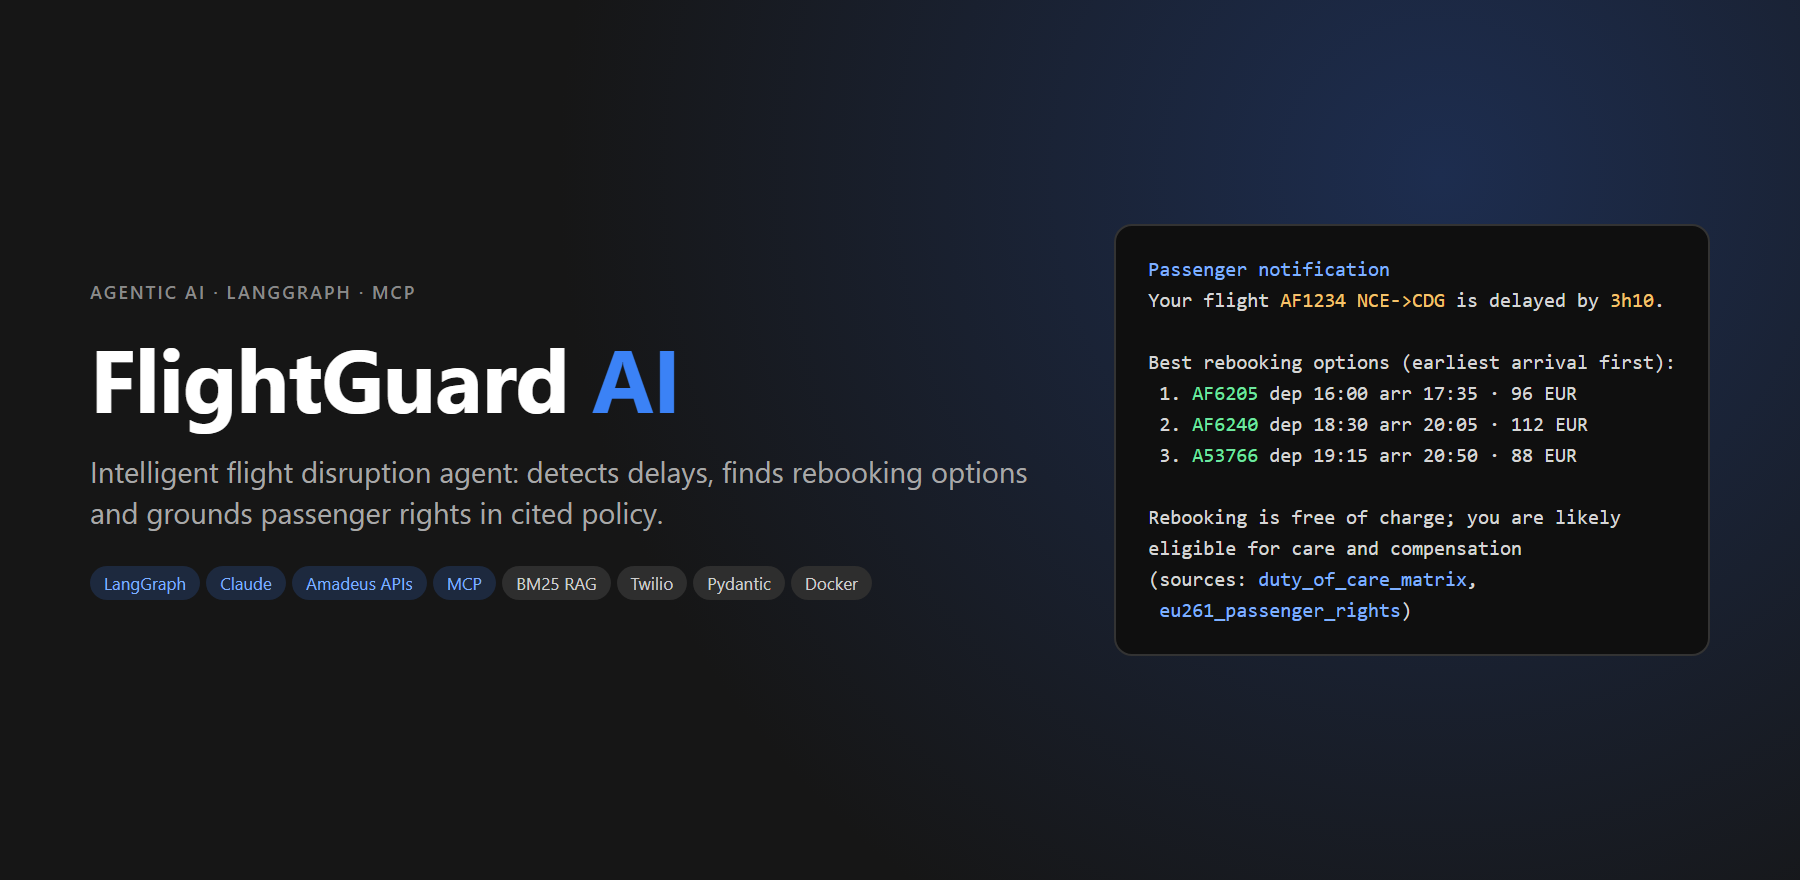 AGENTIC AI · LANGGRAPH · MCP
FlightGuard AI
Intelligent flight disruption agent: detects delays, finds rebooking options
and grounds passenger rights in cited policy.
LangGraph Claude Amadeus APIs MCP BM25 RAG Twilio Pydantic Docker
Passenger notification
Your flight AF1234 NCE->CDG is delayed by 3h10.
Best rebooking options (earliest arrival first):
1. AF6205 dep 16:00 arr 17:35 · 96 EUR
2. AF6240 dep 18:30 arr 20:05 · 112 EUR
3. A53766 dep 19:15 arr 20:50 · 88 EUR
Rebooking is free of charge; you are likely
eligible for care and compensation
(sources: duty_of_care_matrix,
eu261_passenger_rights)